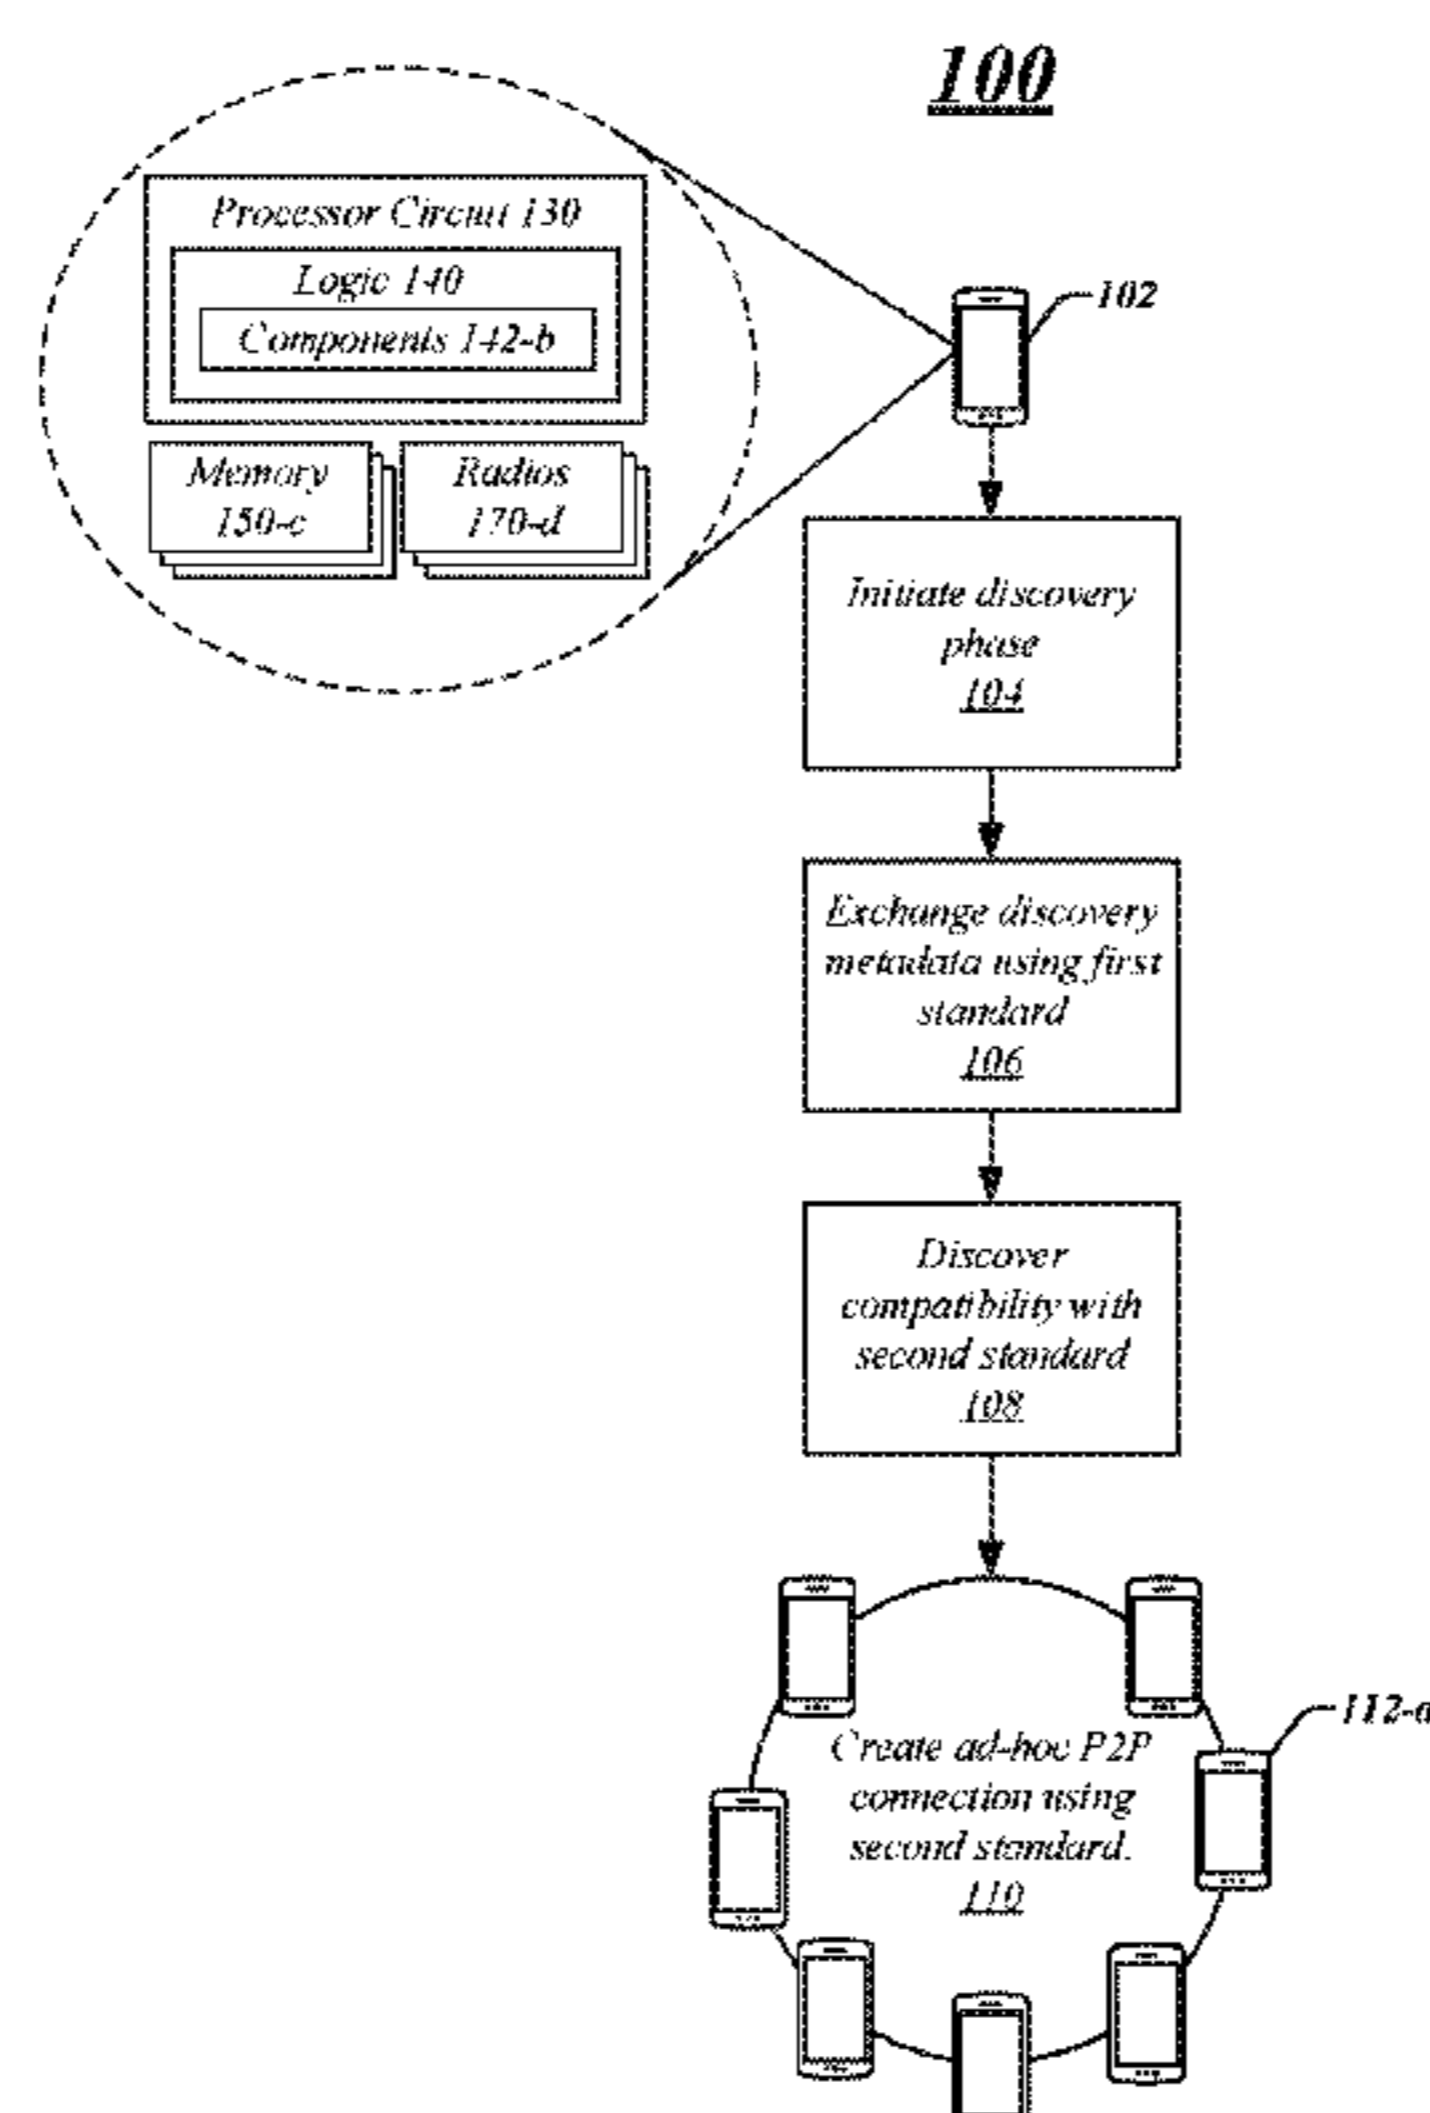 100
Processor Circuit 130
Logic 140
Components 142-b
Memory
150-c
Radios
170-d
102
Initiate discovery
phase
104
Exchange discovery
metadata using first
standard
106
Discover
compatibility with
second standard
108
112-a
Create ad-hoc P2P
connection using
second standard.
110